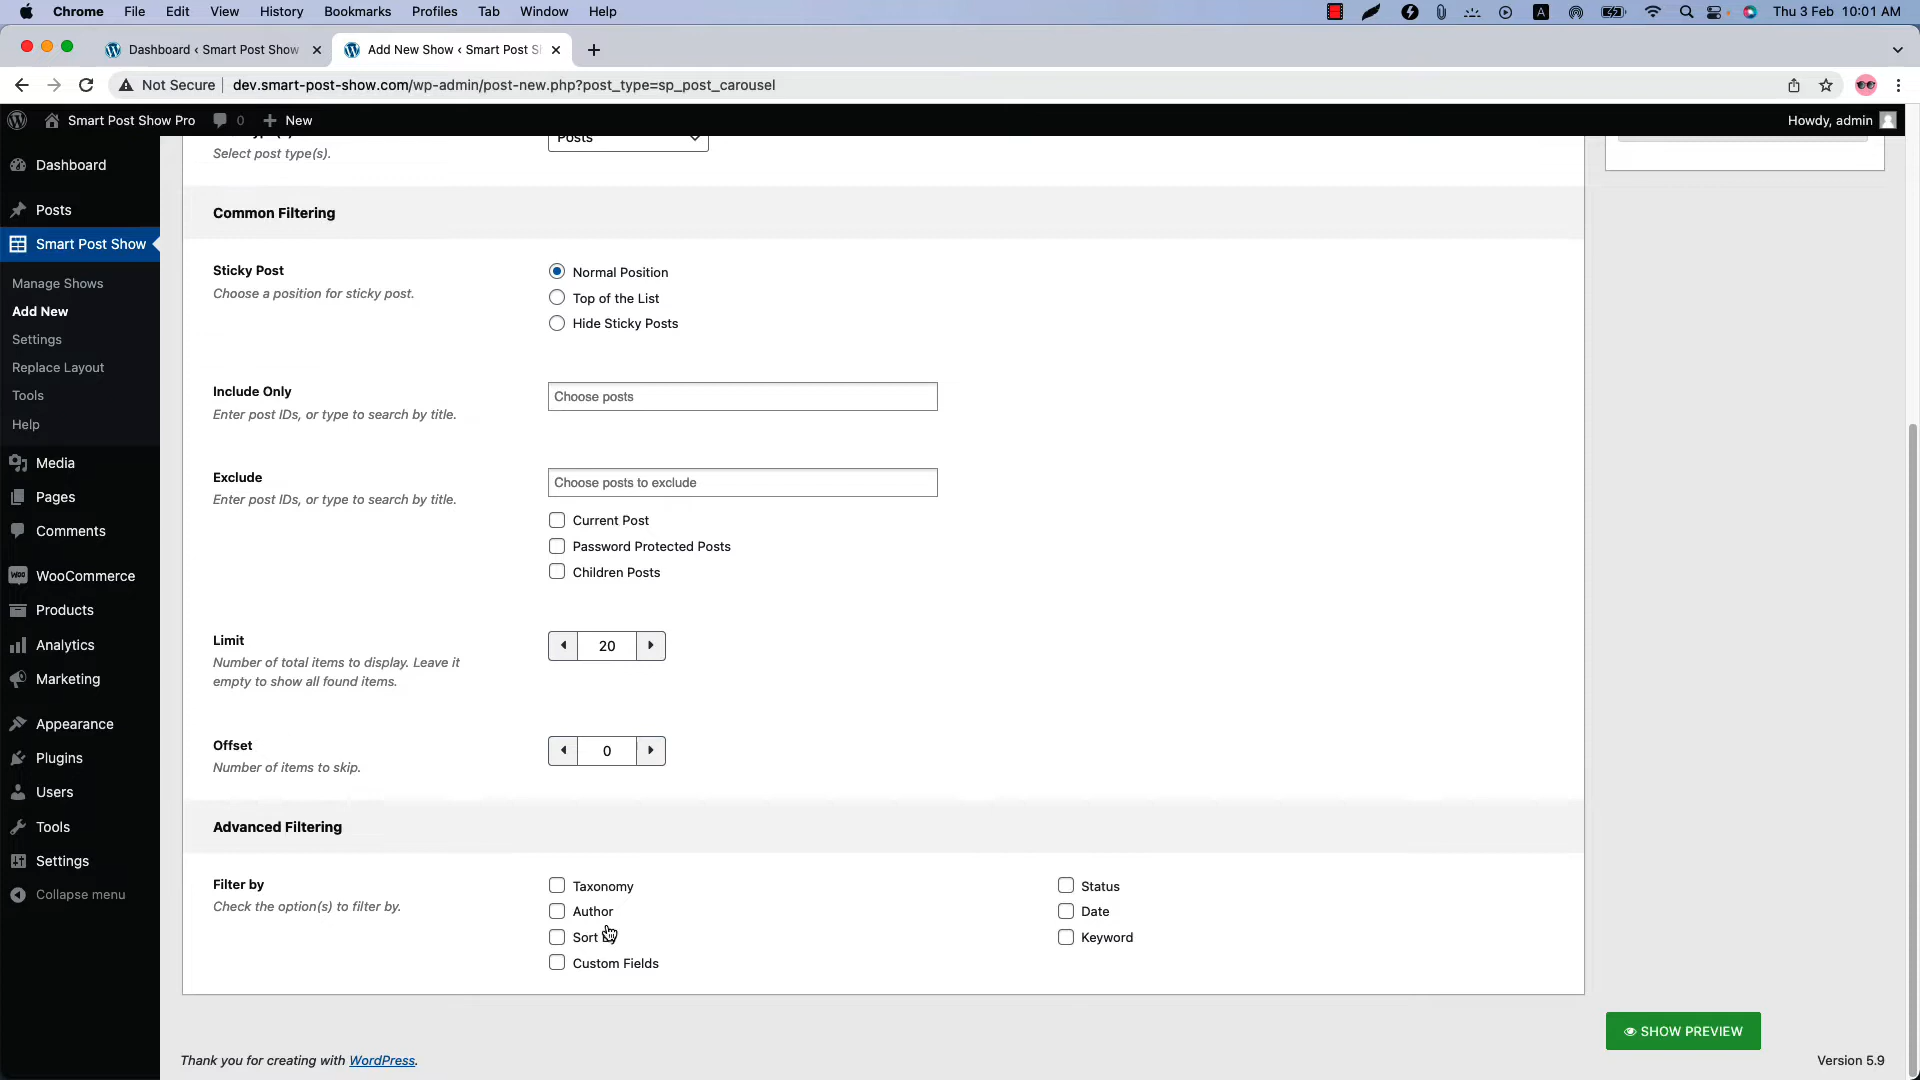 Chrome File Edit View History Bookmarks Profiles Tab Window Help A Thu 3 Feb 10:01 AM
Dashboard ‹ Smart Post Show
Add New Show ‹ Smart Post S
Not Secure dev.smart-post-show.com/wp-admin/post-new.php?post_type=sp_post_carousel
Smart Post Show Pro 0 New Howdy, admin
Dashboard
Posts
Smart Post Show
Manage Shows
Add New
Settings
Replace Layout
Tools
Help
Media
Pages
Comments
Woo WooCommerce
Products
Analytics
Marketing
Appearance
Plugins
Users
Tools
Settings
Collapse menu
Posts
Select post type(s).
Common Filtering
Sticky Post
Choose a position for sticky post.
Normal Position
Top of the List
Hide Sticky Posts
Include Only
Enter post IDs, or type to search by title.
Choose posts
Exclude
Enter post IDs, or type to search by title.
Choose posts to exclude
Current Post
Password Protected Posts
Children Posts
Limit
Number of total items to display. Leave it
empty to show all found items.
20
Offset
Number of items to skip.
0
Advanced Filtering
Filter by
Check the option(s) to filter by.
Taxonomy
Author
Sort
Custom Fields
Status
Date
Keyword
SHOW PREVIEW
Thank you for creating with WordPress.
Version 5.9